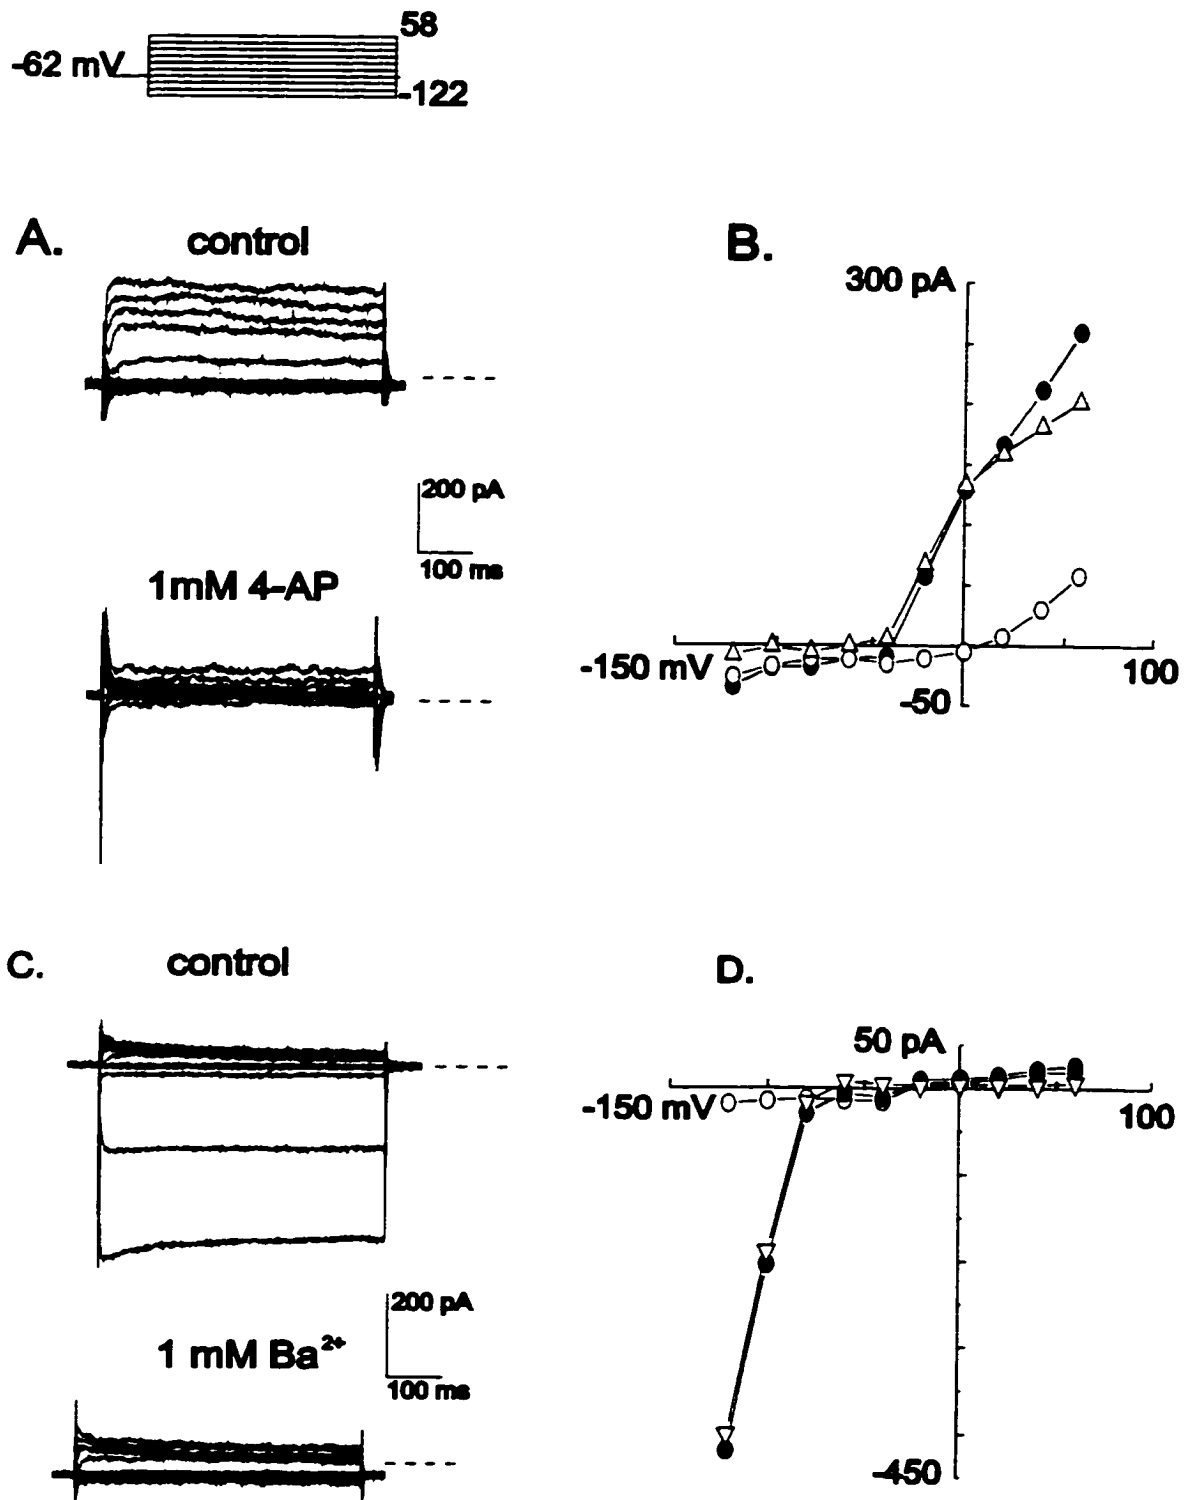 58
-62 mV
-122
A.
control
B.
300 pA
200 pA
100 ms
1mM 4-AP
-150 mV
100
-50
C.
control
D.
50 pA
-150 mV
100
200 pA
1 mM Ba²⁺
100 ms
-450